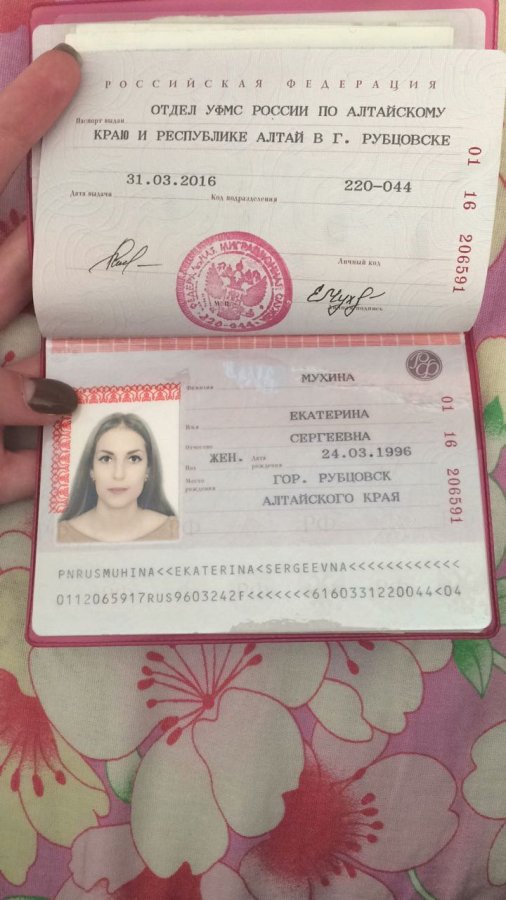 РОССИЙСКАЯ ФЕДЕРАЦИЯ
Паспорт выдан
ОТДЕЛ УФМС РОССИИ ПО АЛТАЙСКОМУ
КРАЮ И РЕСПУБЛИКЕ АЛТАЙ В Г. РУБЦОВСКЕ
Дата выдачи 31.03.2016 Код подразделения 220-044
01 16 206591
Личный код
М.П.
220-044
Фамилия МУХИНА
Имя ЕКАТЕРИНА
Отчество СЕРГЕЕВНА
Пол ЖЕН. Дата рождения 24.03.1996
Место рождения ГОР. РУБЦОВСК
АЛТАЙСКОГО КРАЯ
01 16 206591
PNRUSMUHINA<<EKATERINA<SERGEEVNA<<<<<<<<<<<<
0112065917RUS9603242F<<<<<<<6160331220044<04